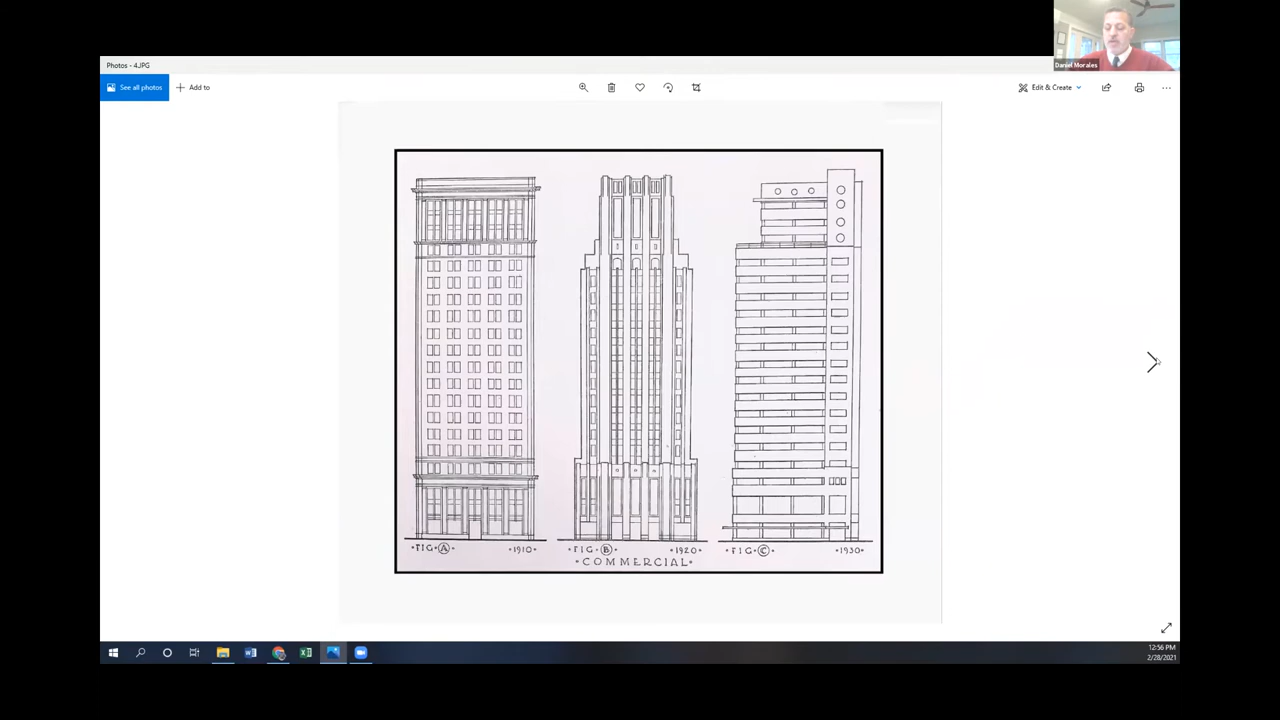 Daniel Morales
Photos - 4.JPG
See all photos
Add to
Edit & Create
•FIG• A • •1910•
•FIG• B • •1920•
•FIG• C • •1930•
•COMMERCIAL•
12:56 PM
2/28/2021